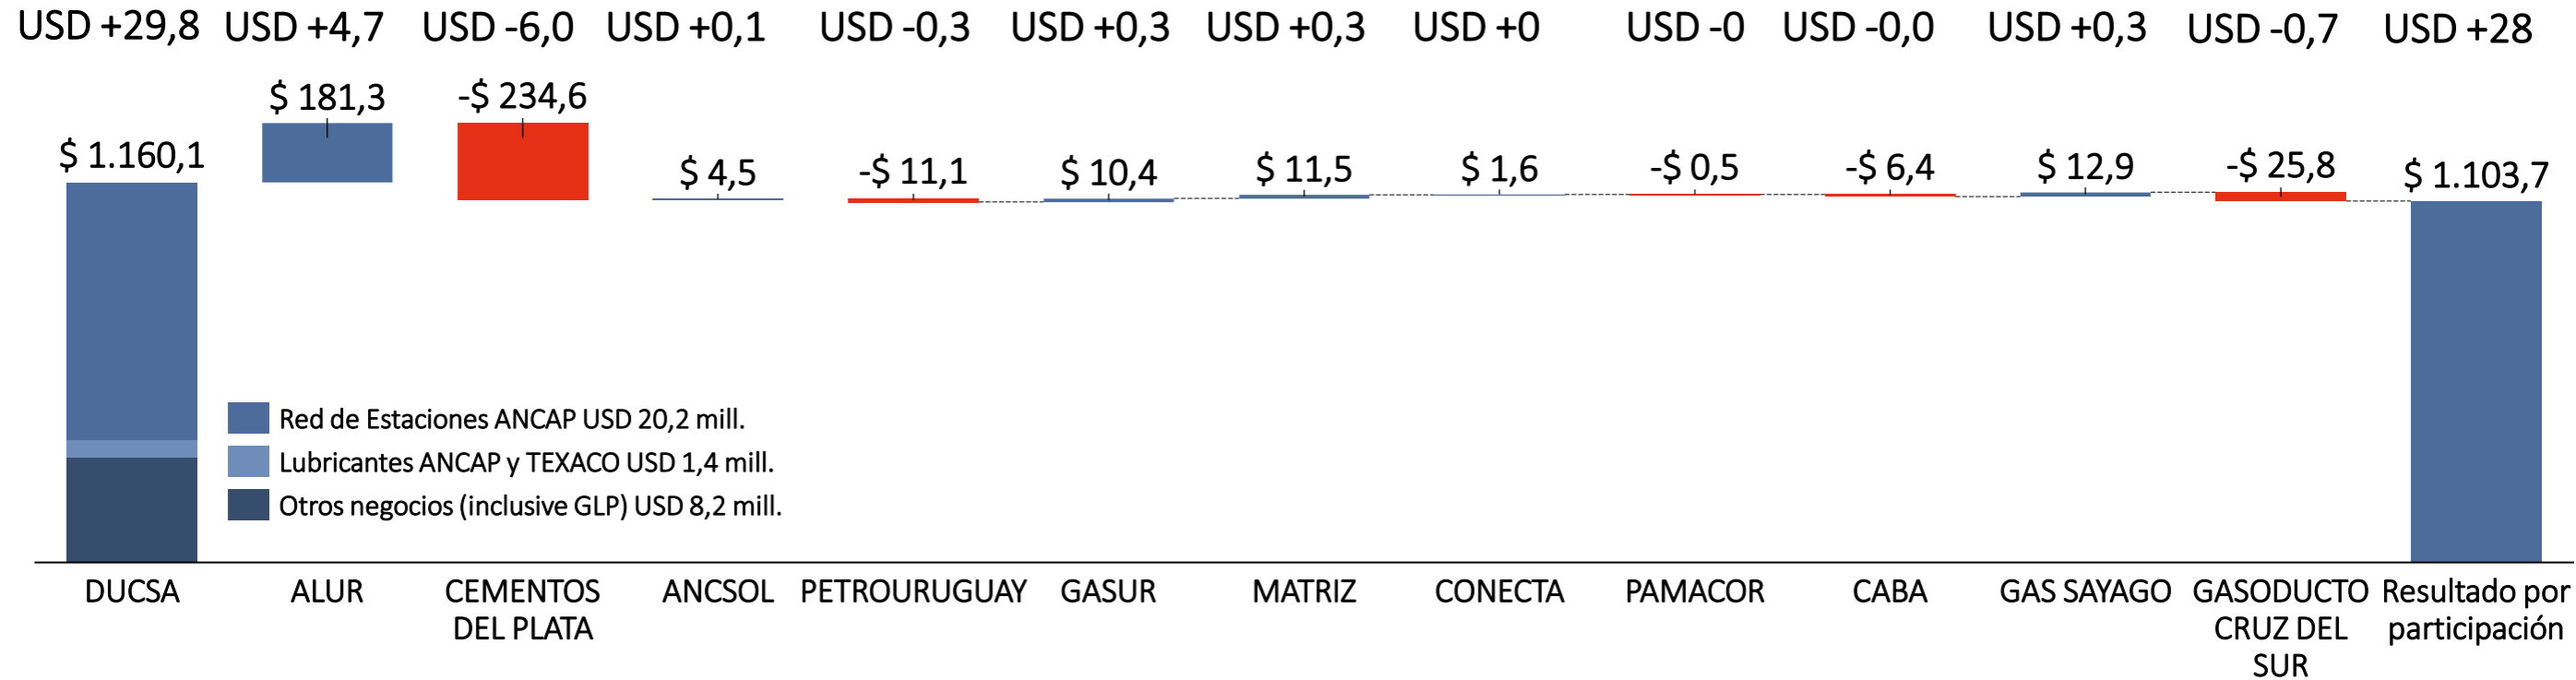 USD +29,8 USD +4,7 USD -6,0 USD +0,1 USD -0,3 USD +0,3 USD +0,3 USD +0 USD -0 USD -0,0 USD +0,3 USD -0,7 USD +28
$ 1.160,1 $ 181,3 -$ 234,6 $ 4,5 -$ 11,1 $ 10,4 $ 11,5 $ 1,6 -$ 0,5 -$ 6,4 $ 12,9 -$ 25,8 $ 1.103,7
Red de Estaciones ANCAP USD 20,2 mill.
Lubricantes ANCAP y TEXACO USD 1,4 mill.
Otros negocios (inclusive GLP) USD 8,2 mill.
DUCSA ALUR CEMENTOS ANCSOL PETROURUGUAY GASUR MATRIZ CONECTA PAMACOR CABA GAS SAYAGO GASODUCTO Resultado por
DEL PLATA CRUZ DEL participación
SUR